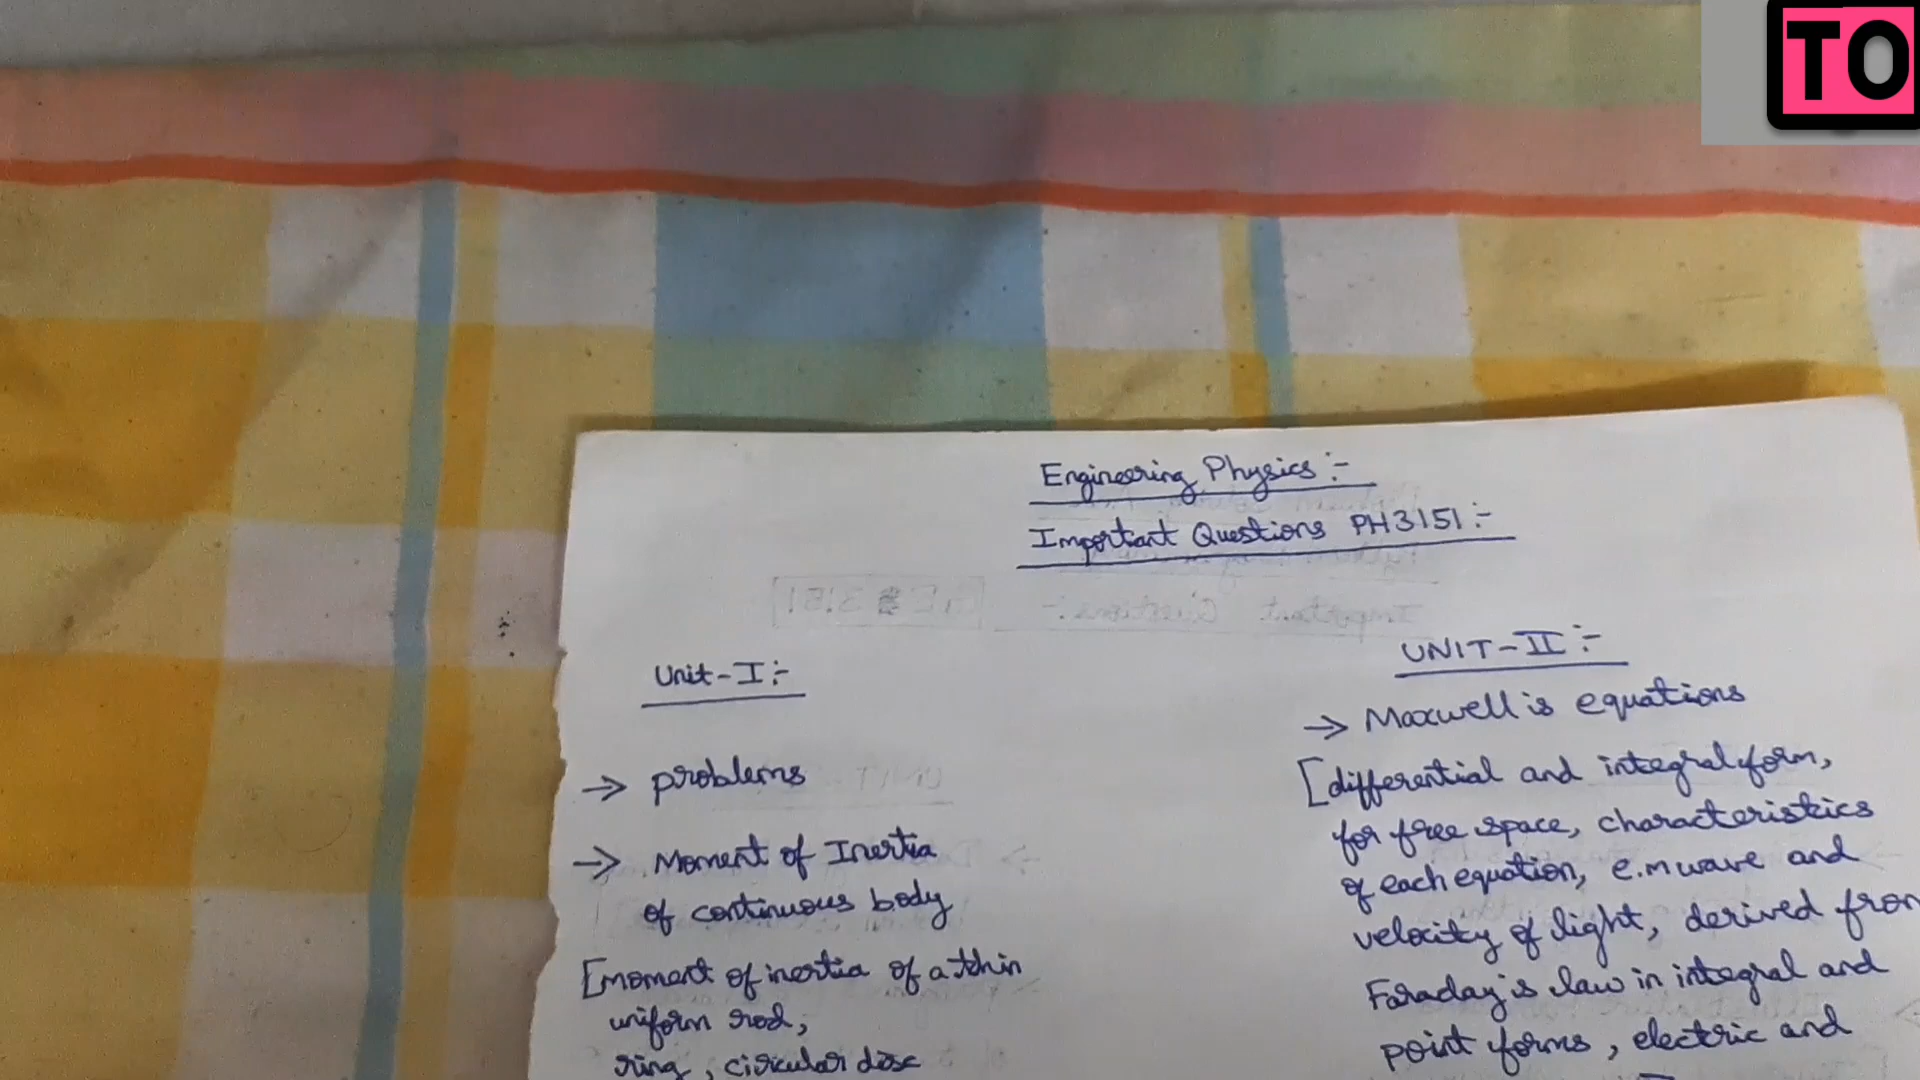 TO
Engineering Physics :-
Important Questions PH3151 :-
Unit-I :-
→ problems
→ Moment of Inertia
of continuous body
[moment of inertia of a thin
uniform rod,
ring, circular disc
UNIT-II :-
→ Maxwell's equations
[differential and integral form,
for free space, characteristics
of each equation, e.m wave and
velocity of light, derived from
Faraday's law in integral and
point forms, electric and